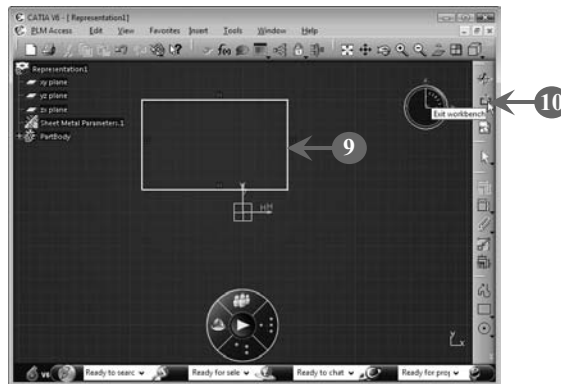 CATIA V6 - [ Representation1]
PLM Access Edit View Favorites Insert Tools Window Help
Representation1
xy plane
yz plane
zx plane
Sheet Metal Parameters.1
PartBody
Exit workbench
10
9
V
H H
y
x
V6
Ready to searc
Ready for sele
Ready to chat
Ready for proj